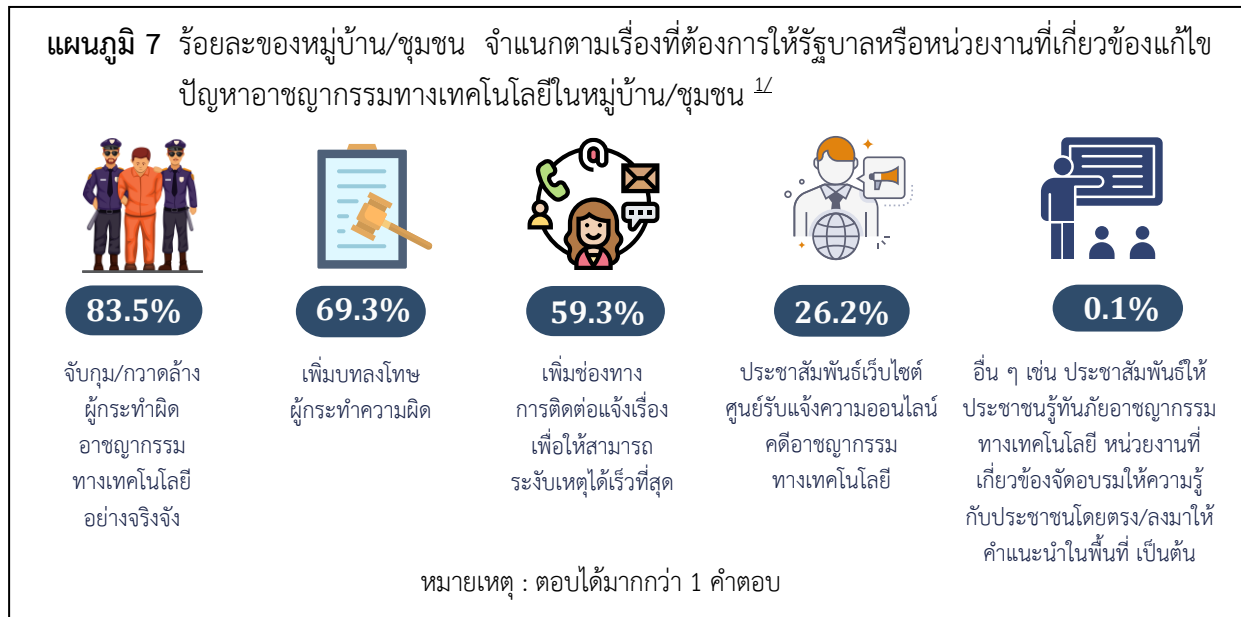 แผนภูมิ 7 ร้อยละของหมู่บ้าน/ชุมชน จำแนกตามเรื่องที่ต้องการให้รัฐบาลหรือหน่วยงานที่เกี่ยวข้องแก้ไข
ปัญหาอาชญากรรมทางเทคโนโลยีในหมู่บ้าน/ชุมชน 1/
83.5%
จับกุม/กวาดล้าง
ผู้กระทำผิด
อาชญากรรม
ทางเทคโนโลยี
อย่างจริงจัง
69.3%
เพิ่มบทลงโทษ
ผู้กระทำความผิด
59.3%
เพิ่มช่องทาง
การติดต่อแจ้งเรื่อง
เพื่อให้สามารถ
ระงับเหตุได้เร็วที่สุด
26.2%
ประชาสัมพันธ์เว็บไซต์
ศูนย์รับแจ้งความออนไลน์
คดีอาชญากรรม
ทางเทคโนโลยี
0.1%
อื่น ๆ เช่น ประชาสัมพันธ์ให้
ประชาชนรู้ทันภัยอาชญากรรม
ทางเทคโนโลยี หน่วยงานที่
เกี่ยวข้องจัดอบรมให้ความรู้
กับประชาชนโดยตรง/ลงมาให้
คำแนะนำในพื้นที่ เป็นต้น
หมายเหตุ : ตอบได้มากกว่า 1 คำตอบ